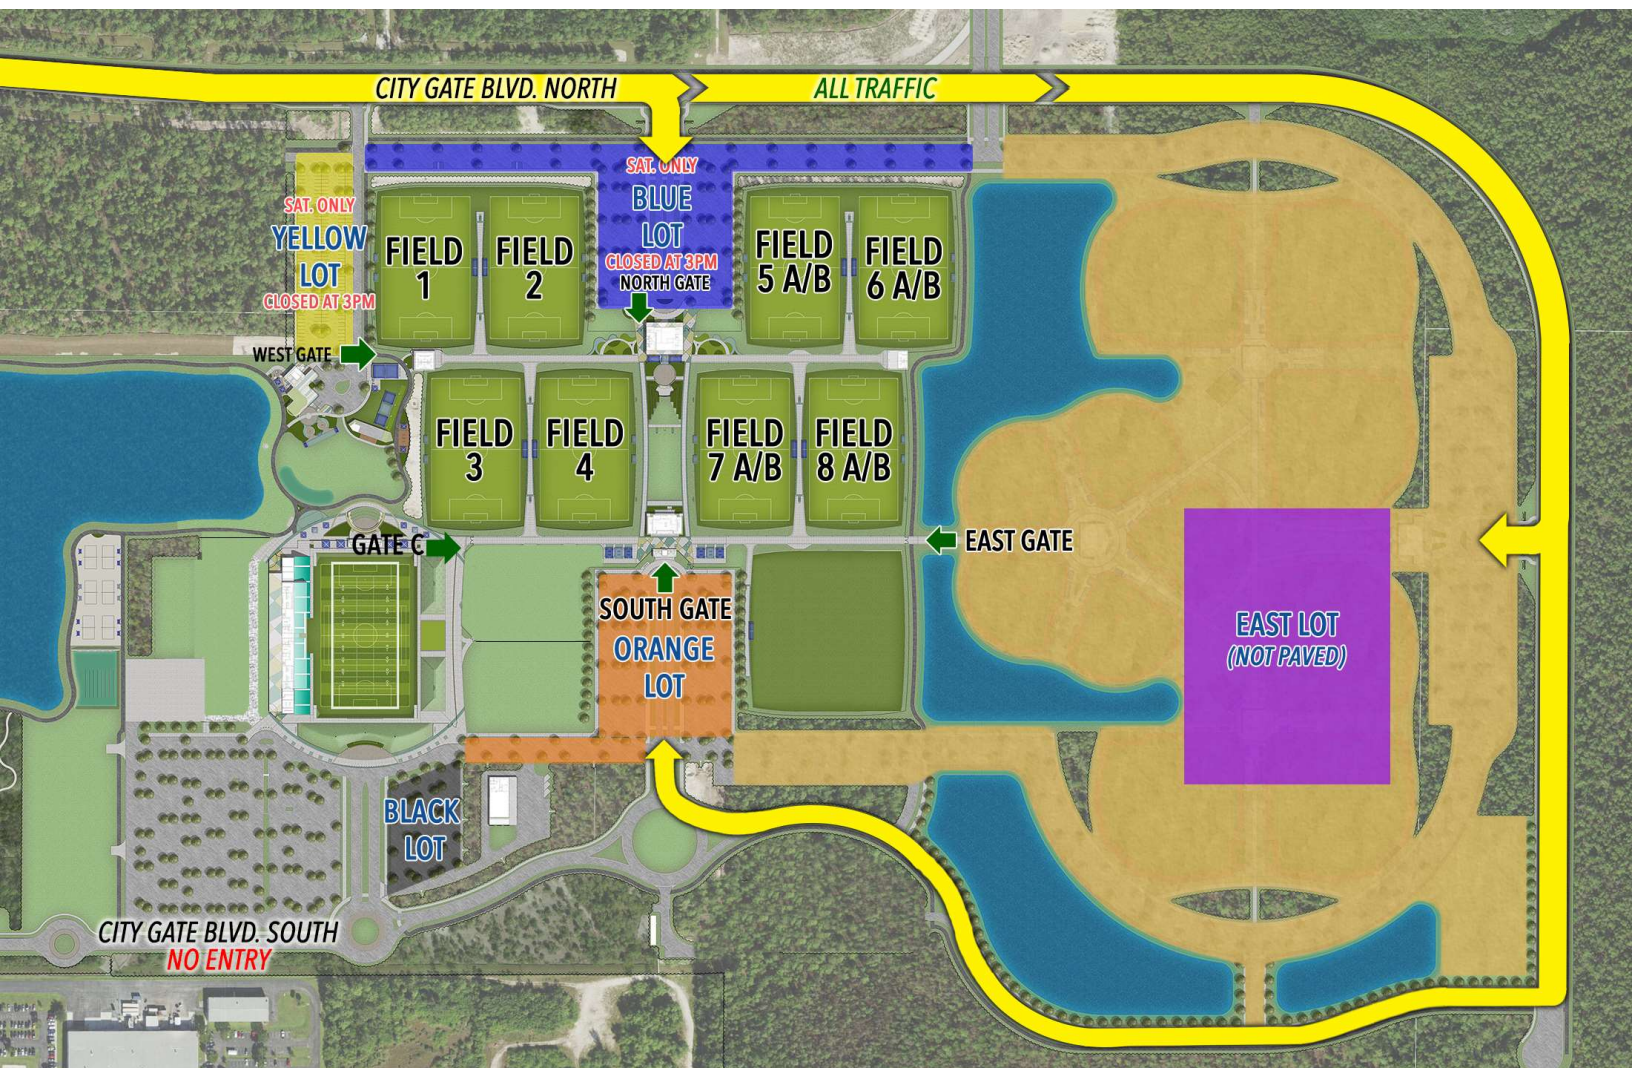 CITY GATE BLVD. NORTH
ALL TRAFFIC
SAT. ONLY
BLUE
LOT
CLOSED AT 3PM
NORTH GATE
SAT. ONLY
YELLOW
LOT
CLOSED AT 3PM
FIELD
1
FIELD
2
FIELD
5 A/B
FIELD
6 A/B
WEST GATE
FIELD
3
FIELD
4
FIELD
7 A/B
FIELD
8 A/B
GATE C
EAST GATE
SOUTH GATE
ORANGE
LOT
EAST LOT
(NOT PAVED)
BLACK
LOT
CITY GATE BLVD. SOUTH
NO ENTRY